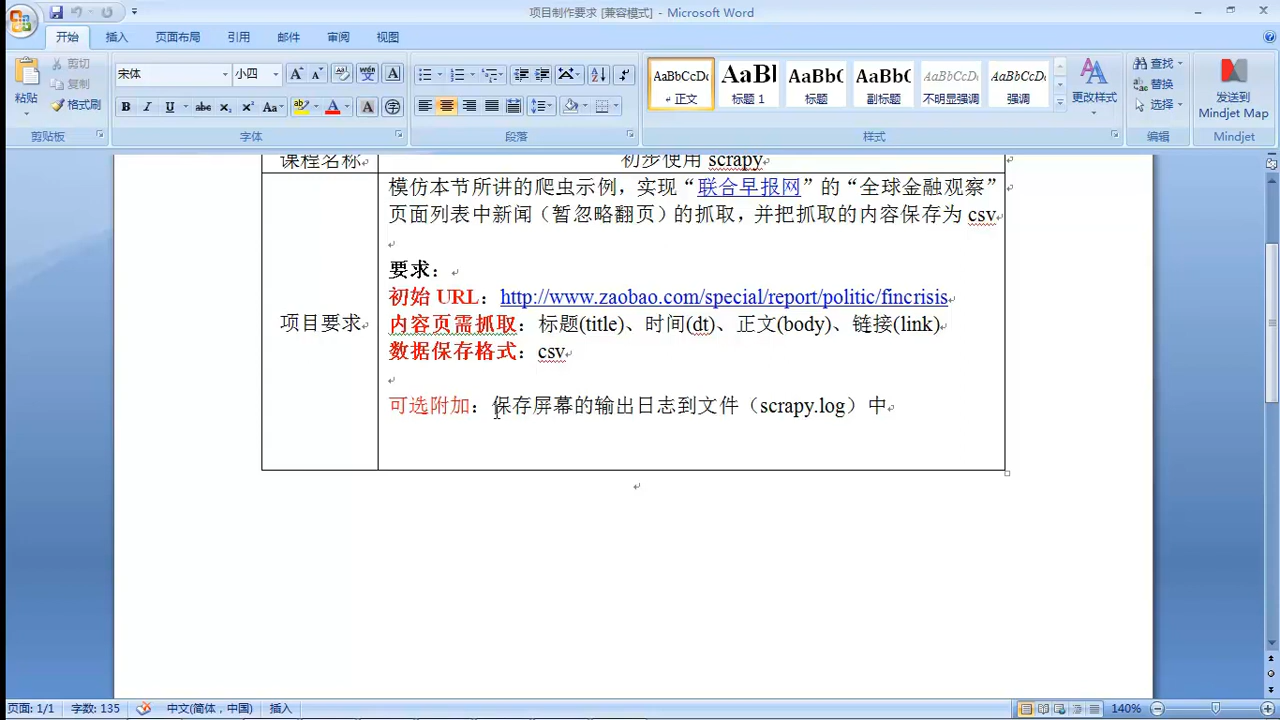 项目制作要求 [兼容模式] - Microsoft Word
开始 插入 页面布局 引用 邮件 审阅 视图
粘贴 剪切 复制 格式刷
宋体 小四
AaBbCcDc AaBl AaBbCc AaBbCc AaBbCcDc AaBbCcDc
正文 标题 1 标题 副标题 不明显强调 强调
更改样式
查找 替换 选择
发送到
Mindjet Map
剪贴板 字体 段落 样式 编辑 Mindjet
课程名称 初步使用 scrapy
模仿本节所讲的爬虫示例，实现“联合早报网”的“全球金融观察”
页面列表中新闻（暂忽略翻页）的抓取，并把抓取的内容保存为 csv
要求：
初始 URL：http://www.zaobao.com/special/report/politic/fincrisis
项目要求
内容页需抓取：标题(title)、时间(dt)、正文(body)、链接(link)
数据保存格式：csv
可选附加：保存屏幕的输出日志到文件（scrapy.log）中
页面: 1/1 字数: 135 中文(简体，中国) 插入 140%